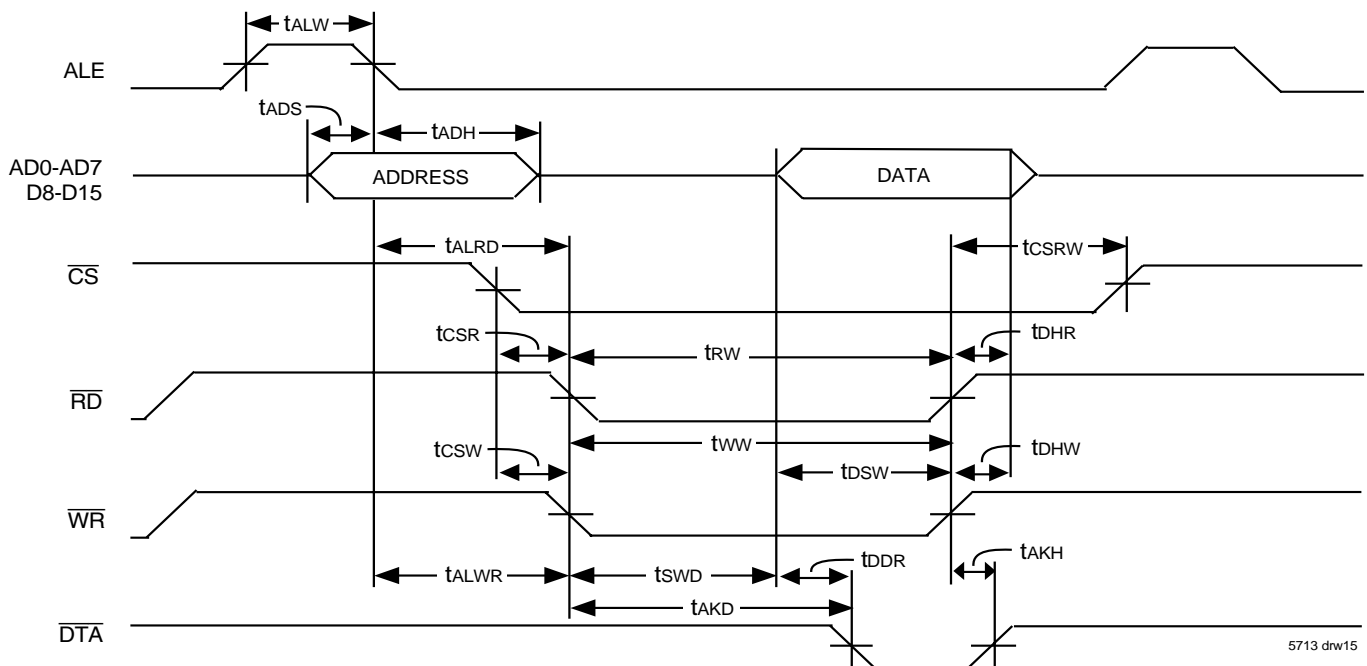 tALW
ALE
tADS
tADH
AD0-AD7
D8-D15
ADDRESS
DATA
tALRD
tCSRW
CS
tCSR
tRW
tDHR
RD
tCSW
tWW
tDHW
tDSW
WR
tALWR
tSWD
tDDR
tAKH
tAKD
DTA
5713 drw15